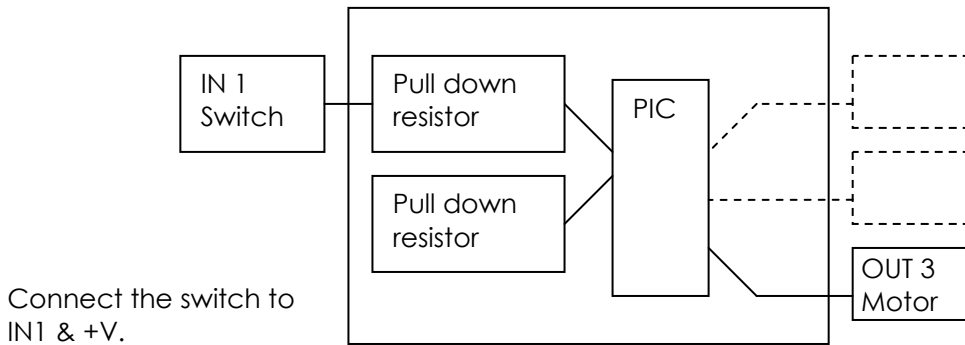 IN 1
Switch
Pull down
resistor
PIC
Pull down
resistor
OUT 3
Motor
Connect the switch to
IN1 & +V.